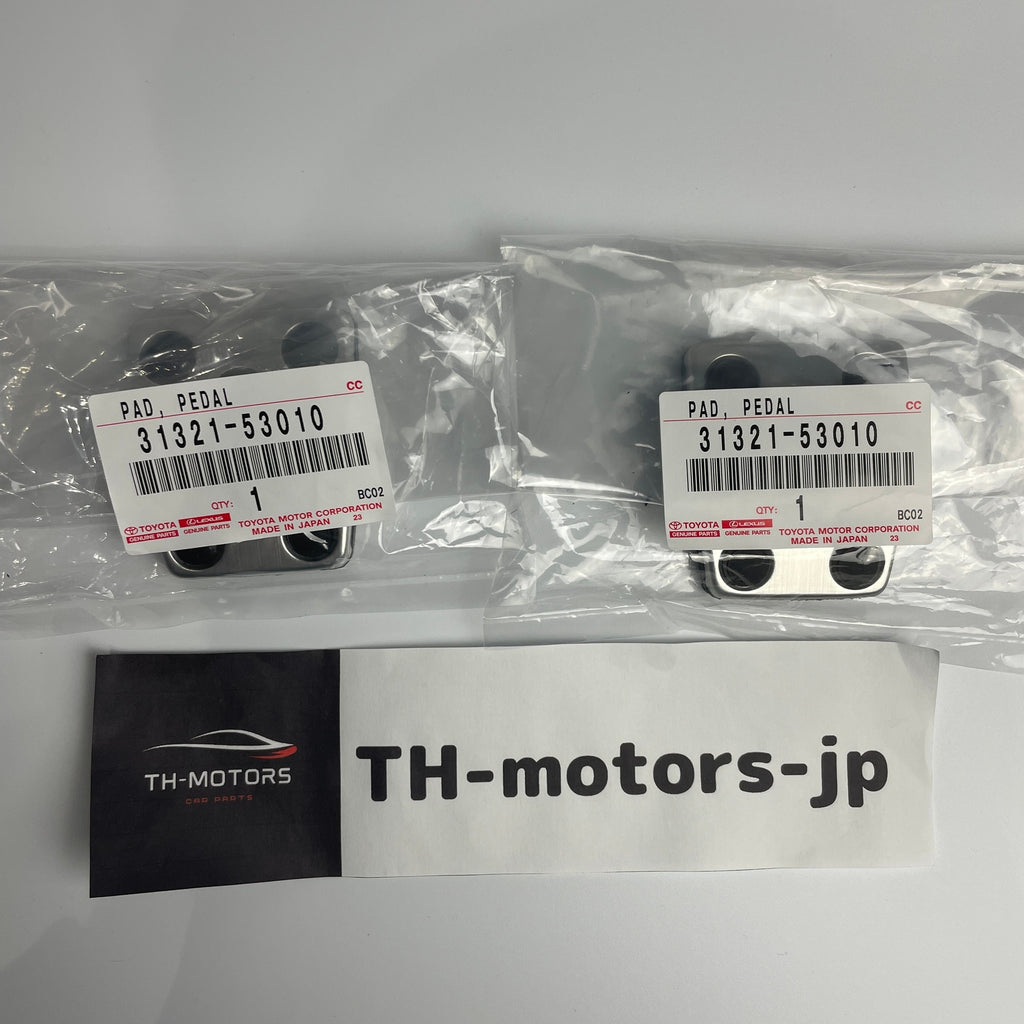 PAD, PEDAL CC
31321-53010
QTY: 1 BC02
TOYOTA LEXUS TOYOTA MOTOR CORPORATION
GENUINE PARTS GENUINE PARTS MADE IN JAPAN 23
PAD, PEDAL CC
31321-53010
QTY: 1 BC02
TOYOTA LEXUS TOYOTA MOTOR CORPORATION
GENUINE PARTS GENUINE PARTS MADE IN JAPAN 23
TH-MOTORS
CAR PARTS
TH-motors-jp